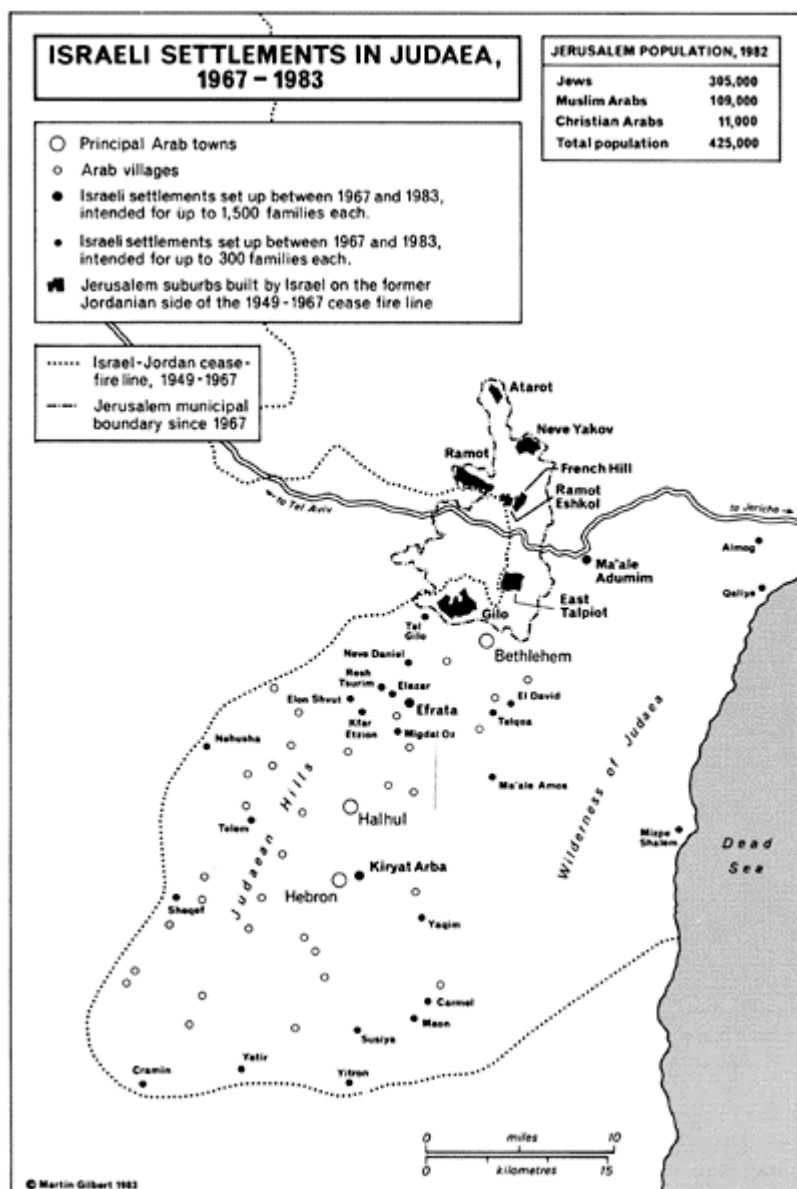 ISRAELI SETTLEMENTS IN JUDAEA,
1967 – 1983
JERUSALEM POPULATION, 1982
Jews 305,000
Muslim Arabs 109,000
Christian Arabs 11,000
Total population 425,000
Principal Arab towns
Arab villages
Israeli settlements set up between 1967 and 1983,
intended for up to 1,500 families each.
Israeli settlements set up between 1967 and 1983,
intended for up to 300 families each.
Jerusalem suburbs built by Israel on the former
Jordanian side of the 1949-1967 cease fire line
Israel-Jordan cease-
fire line, 1949-1967
Jerusalem municipal
boundary since 1967
Atarot
Neve Yakov
Ramot
French Hill
Ramot
Eshkol
to Tel Aviv
to Jericho
Almog
Ma'ale
Adumim
Qaliya
East
Talpiot
Gilo
Tel
Gilo
Bethlehem
Neve Daniel
Rosh
Tsurim
Elazar
El David
Elon Shvut
Efrata
Kfar
Etzion
Migdal Oz
Teqoa
Nehusha
Ma'ale Amos
Wilderness of Judaea
Judaean Hills
Halhul
Telem
Mizpe
Shalem
Dead
Sea
Kiryat Arba
Hebron
Sheqef
Yaqim
Carmel
Maon
Susiya
Cramin
Yatir
Yitron
0 miles 10
0 kilometres 15
© Martin Gilbert 1983